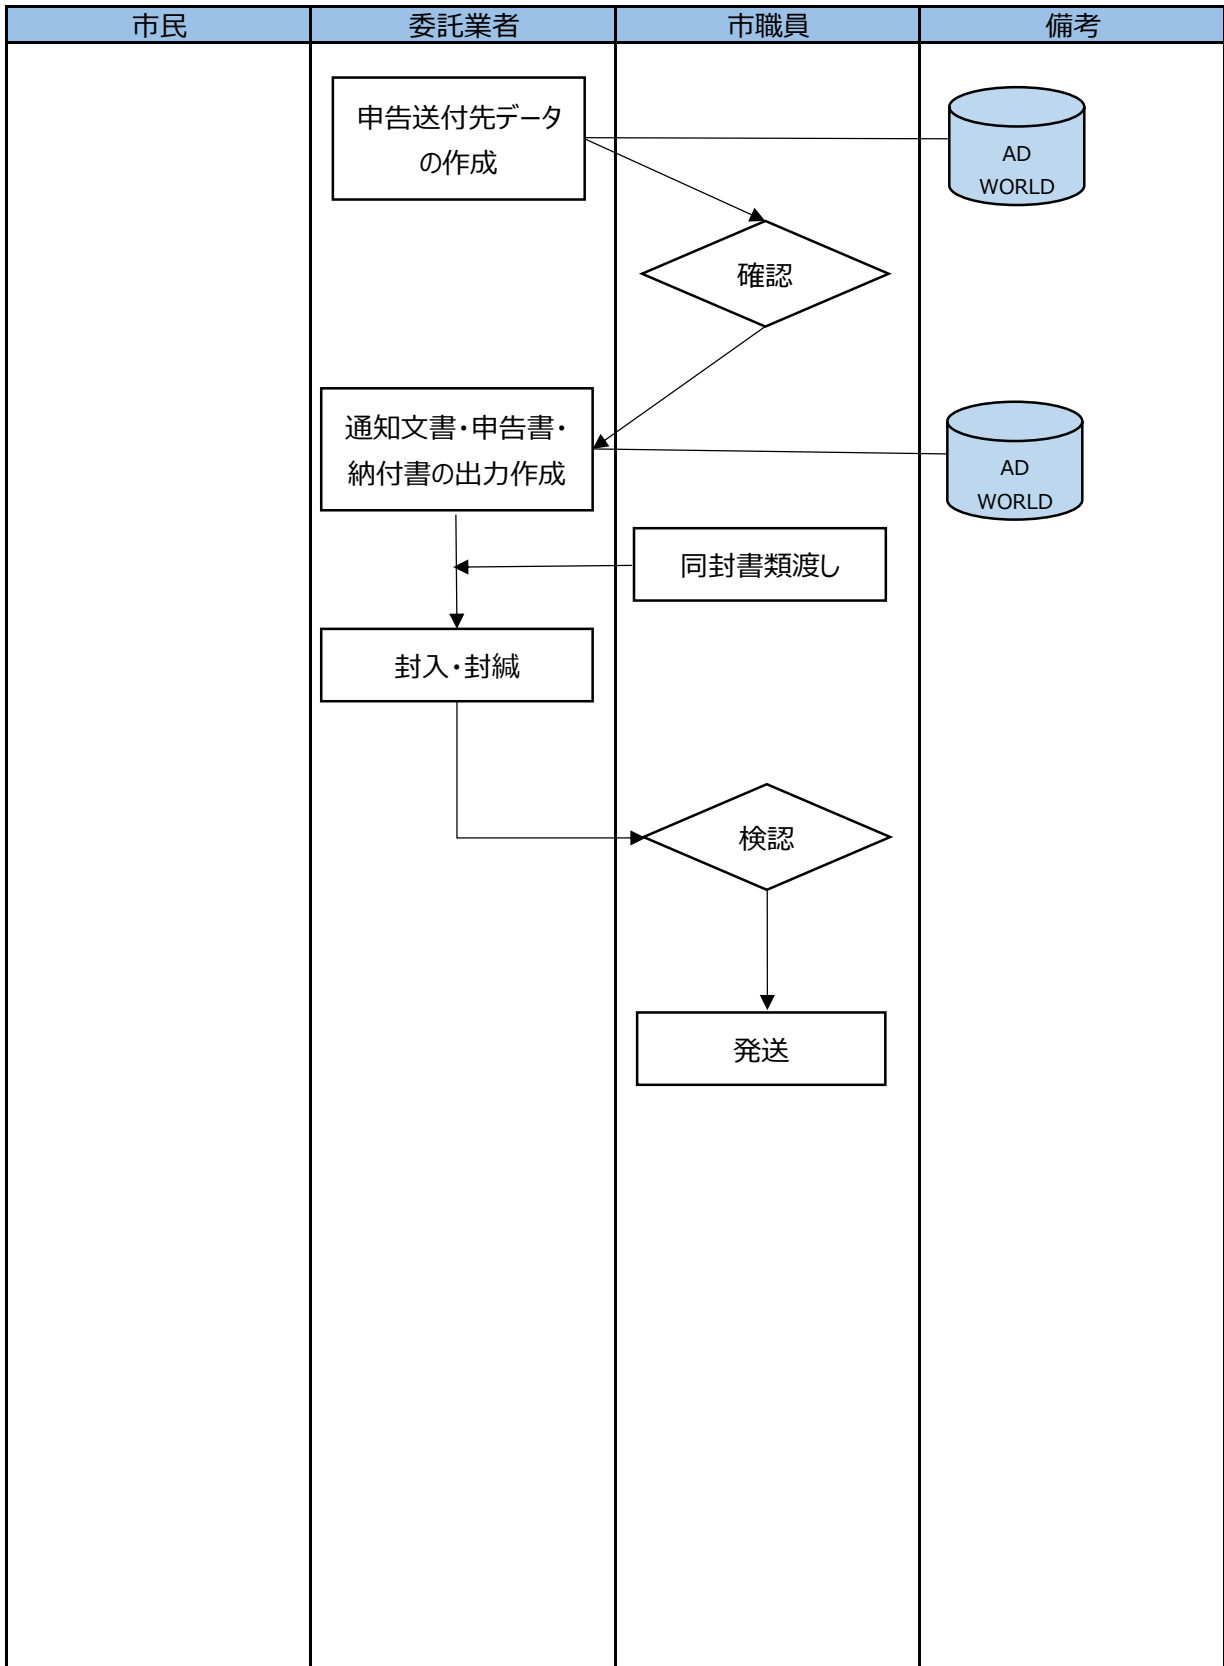 市民 委託業者 市職員 備考
申告送付先データ
の作成
AD
WORLD
確認
通知文書・申告書・
納付書の出力作成
AD
WORLD
同封書類渡し
封入・封緘
検認
発送